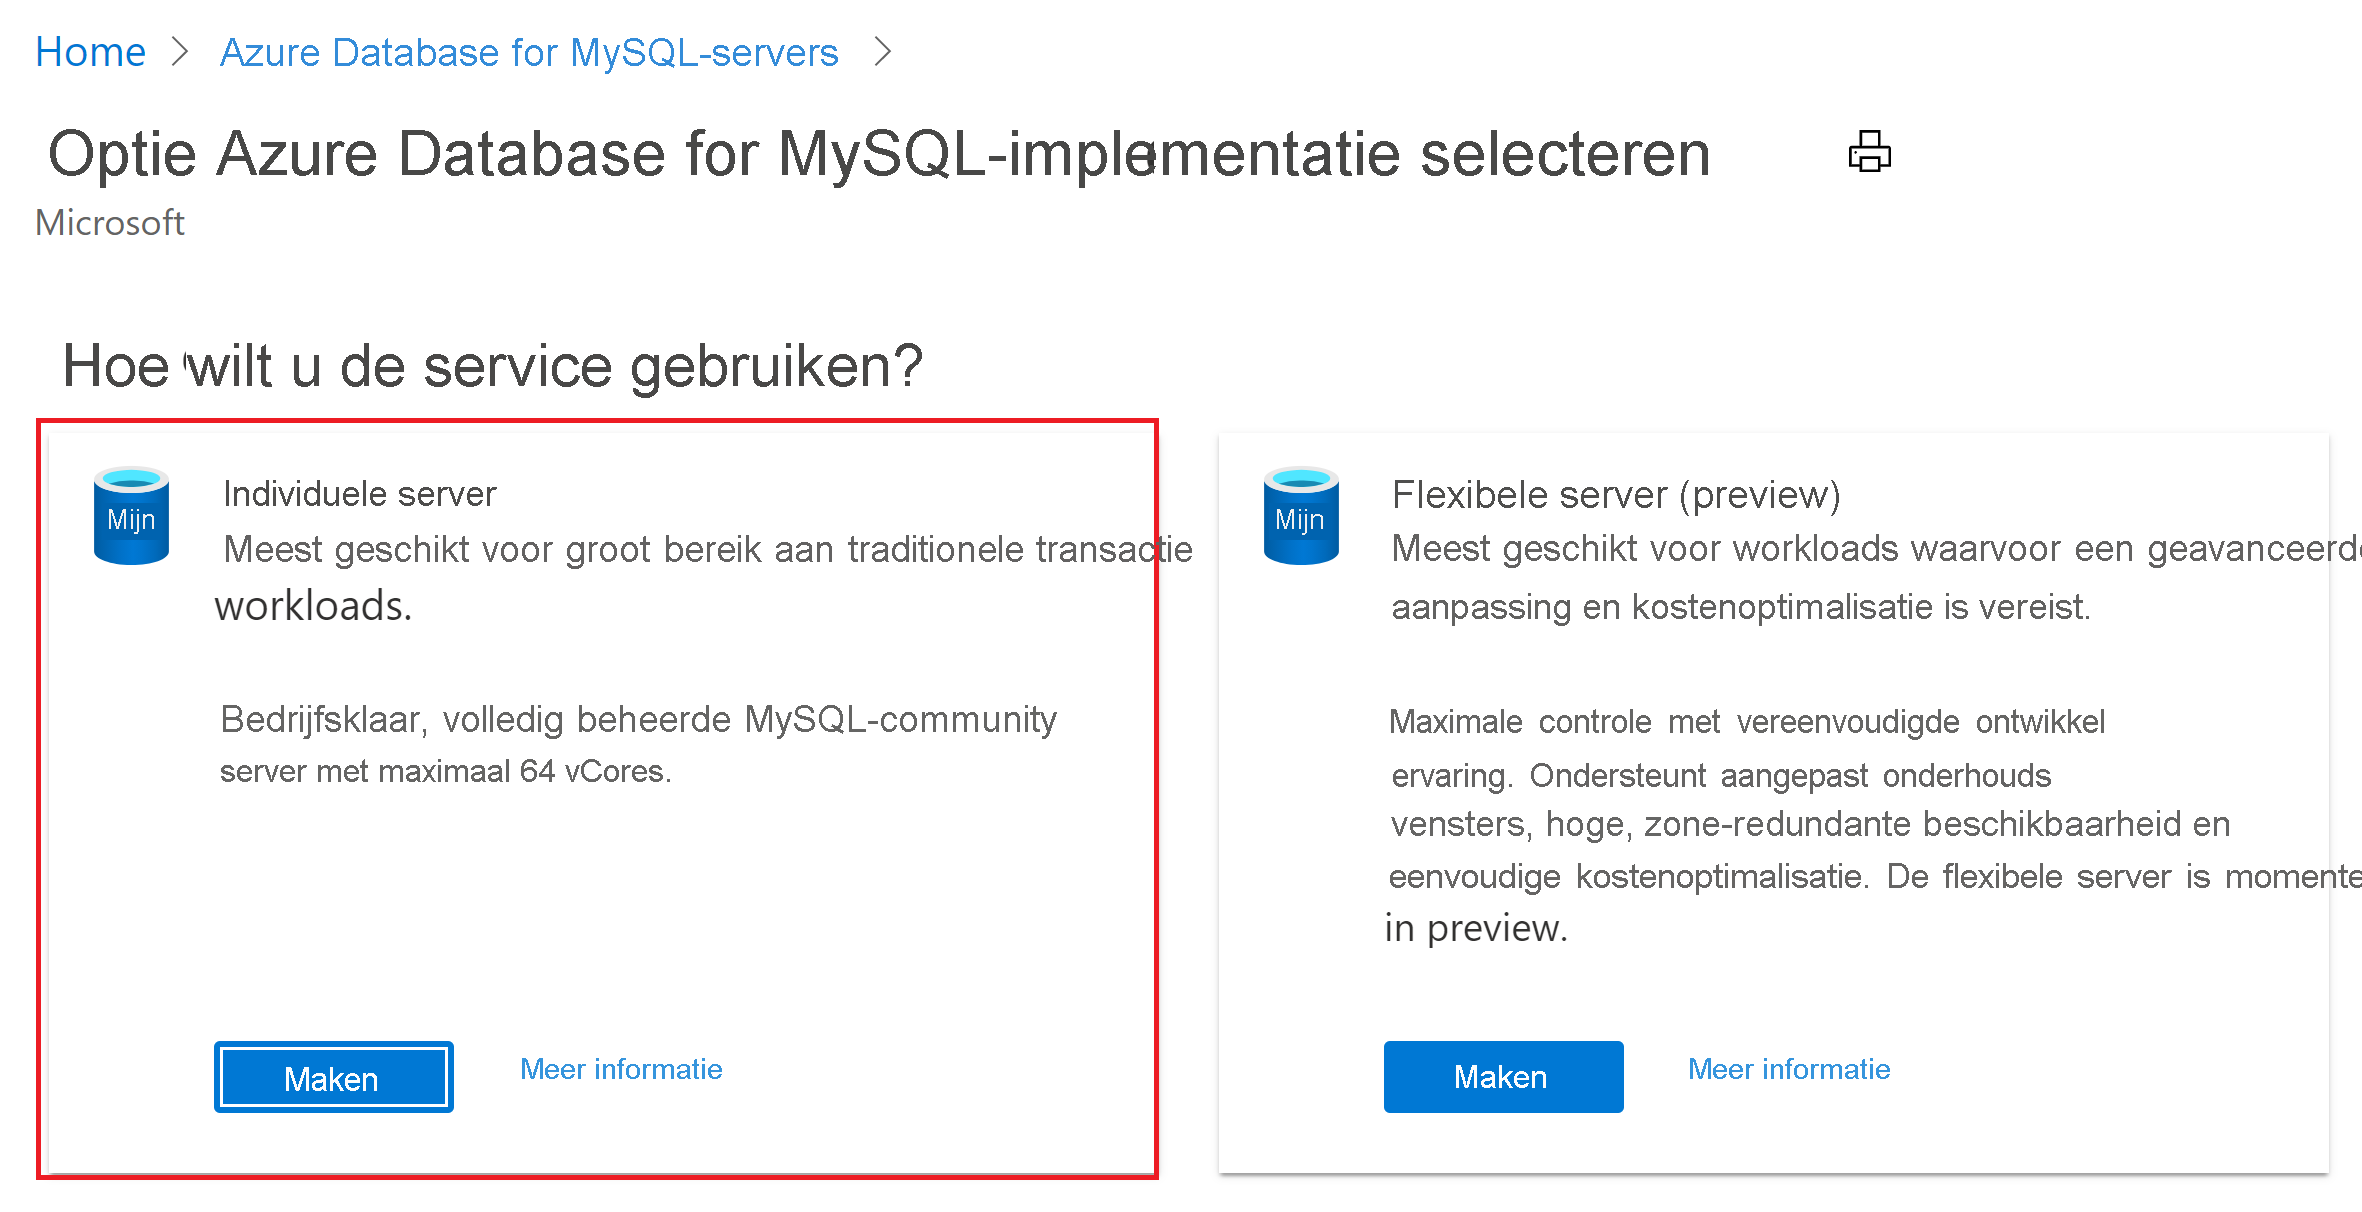 Home > Azure Database for MySQL-servers >
Optie Azure Database for MySQL-implementatie selecteren
Microsoft
Hoe wilt u de service gebruiken?
Mijn
Individuele server
Meest geschikt voor groot bereik aan traditionele transactie
workloads.
Bedrijfsklaar, volledig beheerde MySQL-community
server met maximaal 64 vCores.
Maken
Meer informatie
Mijn
Flexibele server (preview)
Meest geschikt voor workloads waarvoor een
aanpassing en kostenoptimalisatie is vereist.
Maximale controle met vereenvoudigde ontwikkel
ervaring. Ondersteunt aangepast onderhouds
vensters, hoge, zone-redundante beschikbaarheid en
eenvoudige kostenoptimalisatie. De flexibele server is
in preview.
Maken
Meer informatie